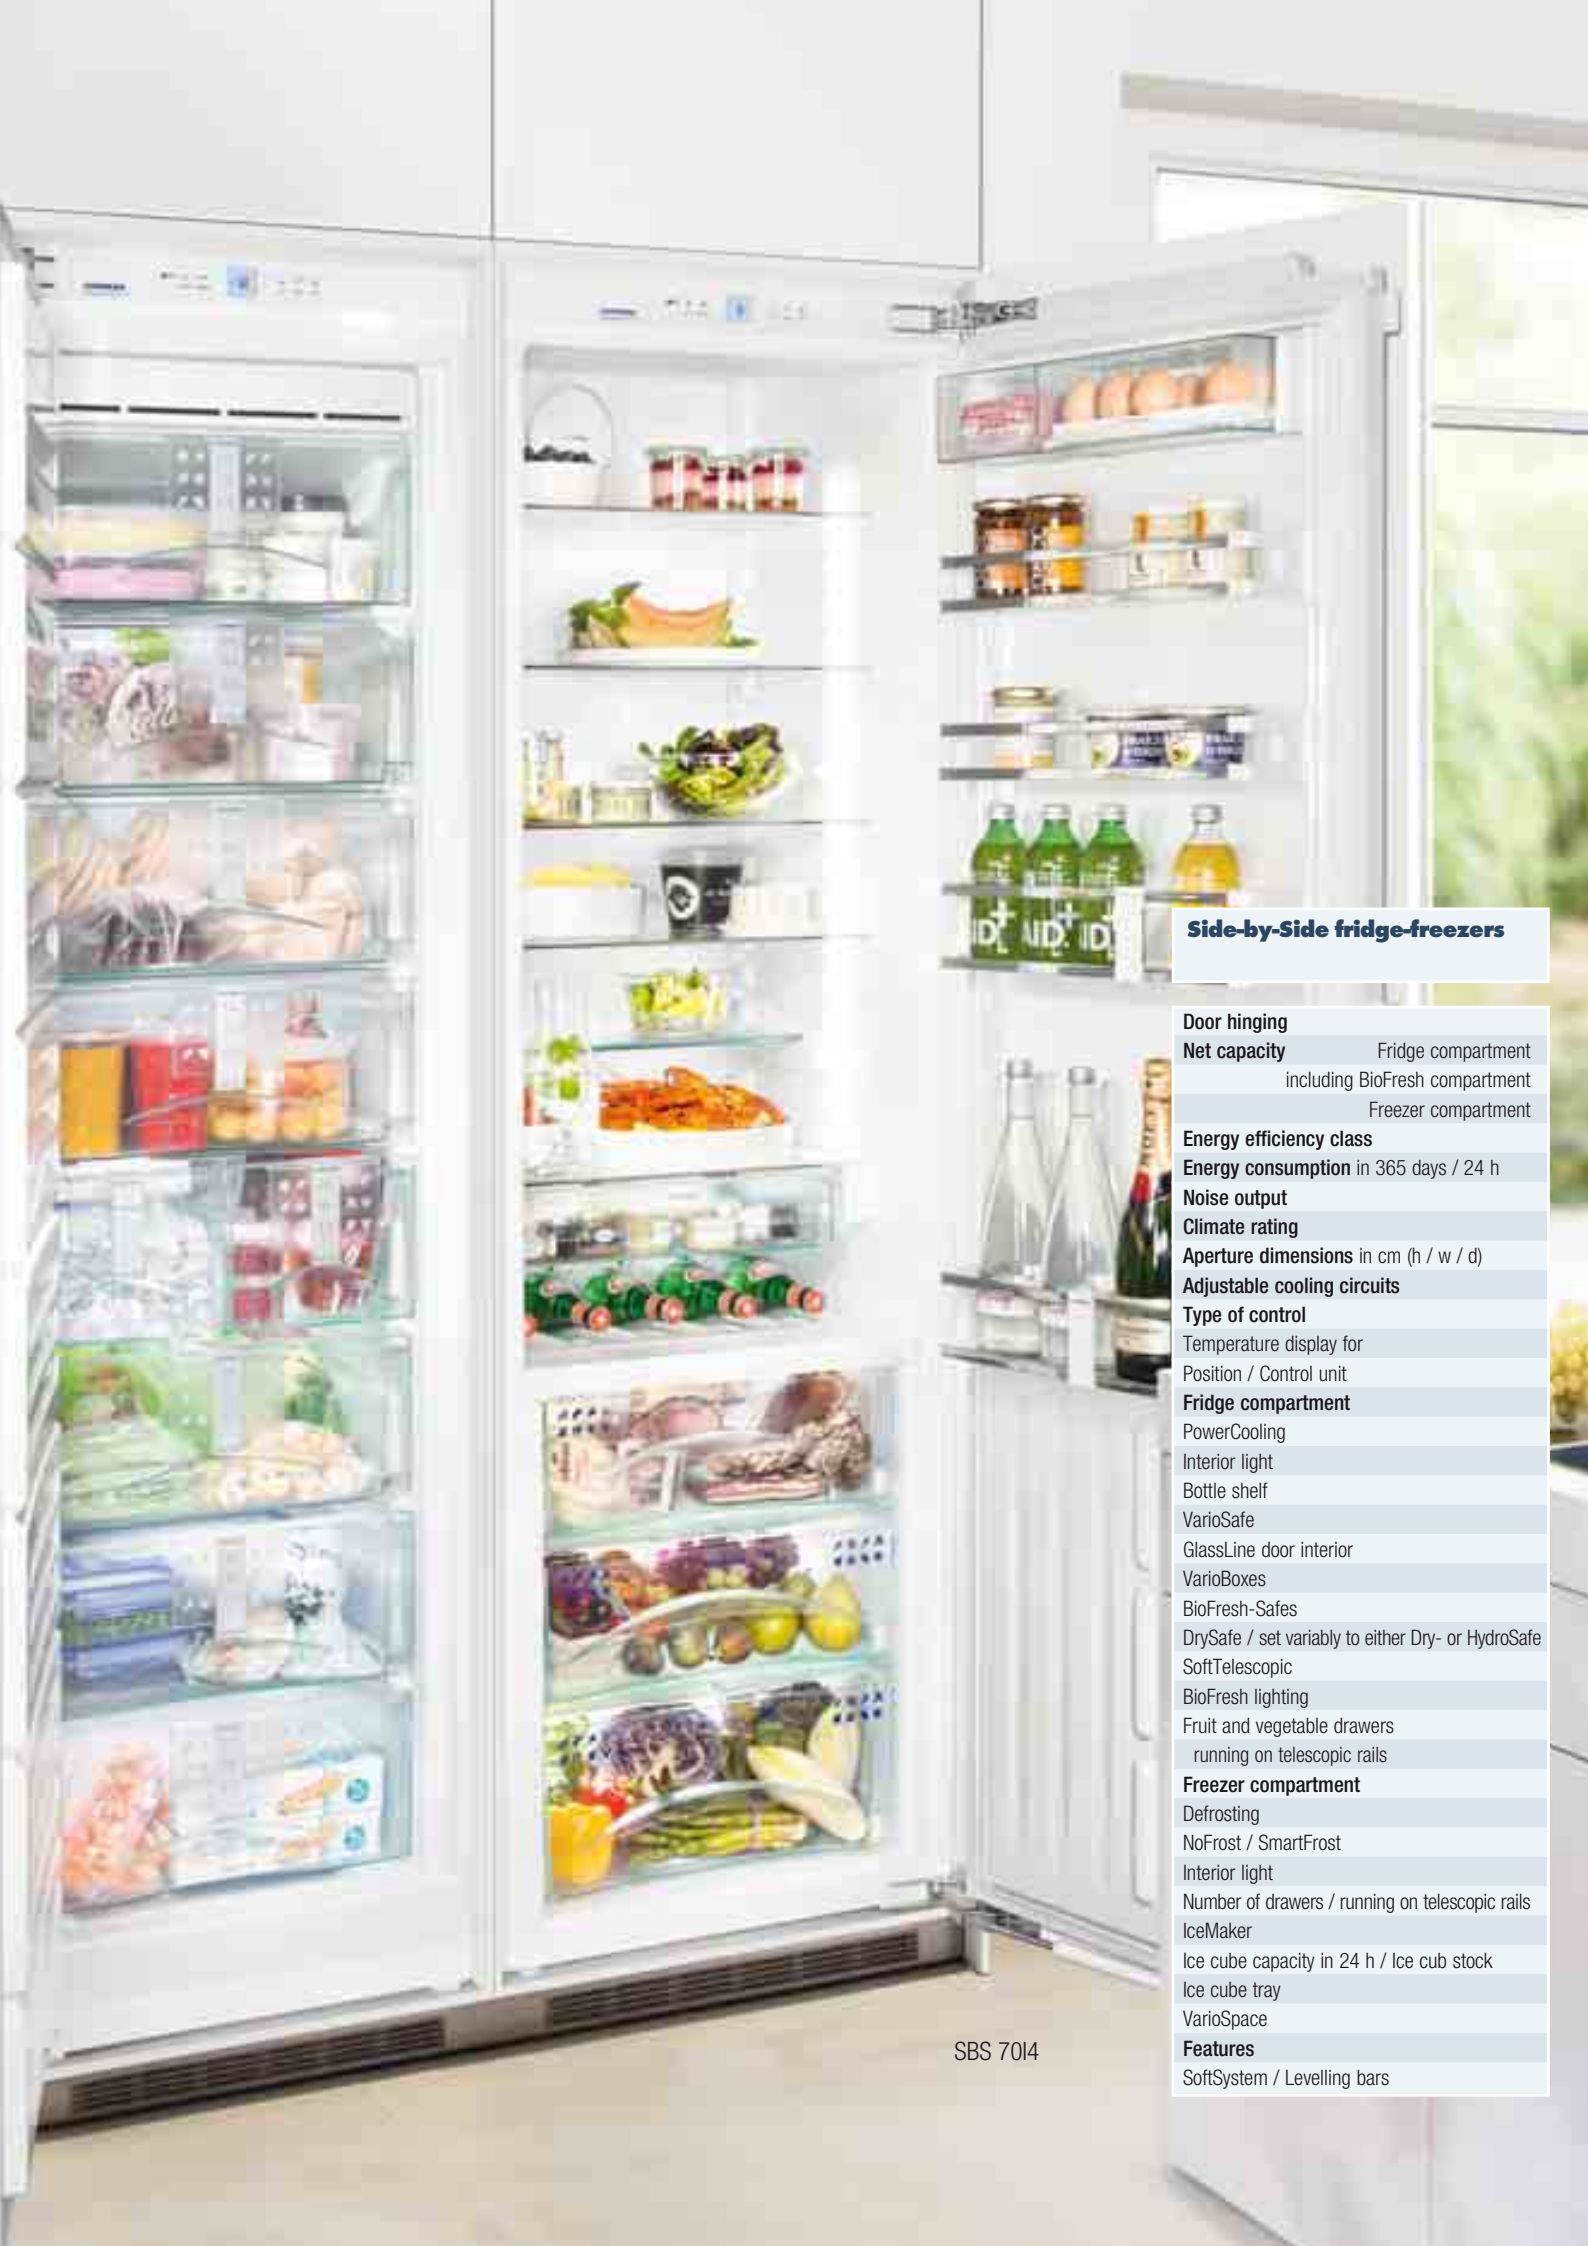 Side-by-Side fridge-freezers
Door hinging
Net capacity Fridge compartment
including BioFresh compartment
Freezer compartment
Energy efficiency class
Energy consumption in 365 days / 24 h
Noise output
Climate rating
Aperture dimensions in cm (h / w / d)
Adjustable cooling circuits
Type of control
Temperature display for
Position / Control unit
Fridge compartment
PowerCooling
Interior light
Bottle shelf
VarioSafe
GlassLine door interior
VarioBoxes
BioFresh-Safes
DrySafe / set variably to either Dry- or HydroSafe
SoftTelescopic
BioFresh lighting
Fruit and vegetable drawers
running on telescopic rails
Freezer compartment
Defrosting
NoFrost / SmartFrost
Interior light
Number of drawers / running on telescopic rails
IceMaker
Ice cube capacity in 24 h / Ice cub stock
Ice cube tray
VarioSpace
Features
SoftSystem / Levelling bars
SBS 70I4